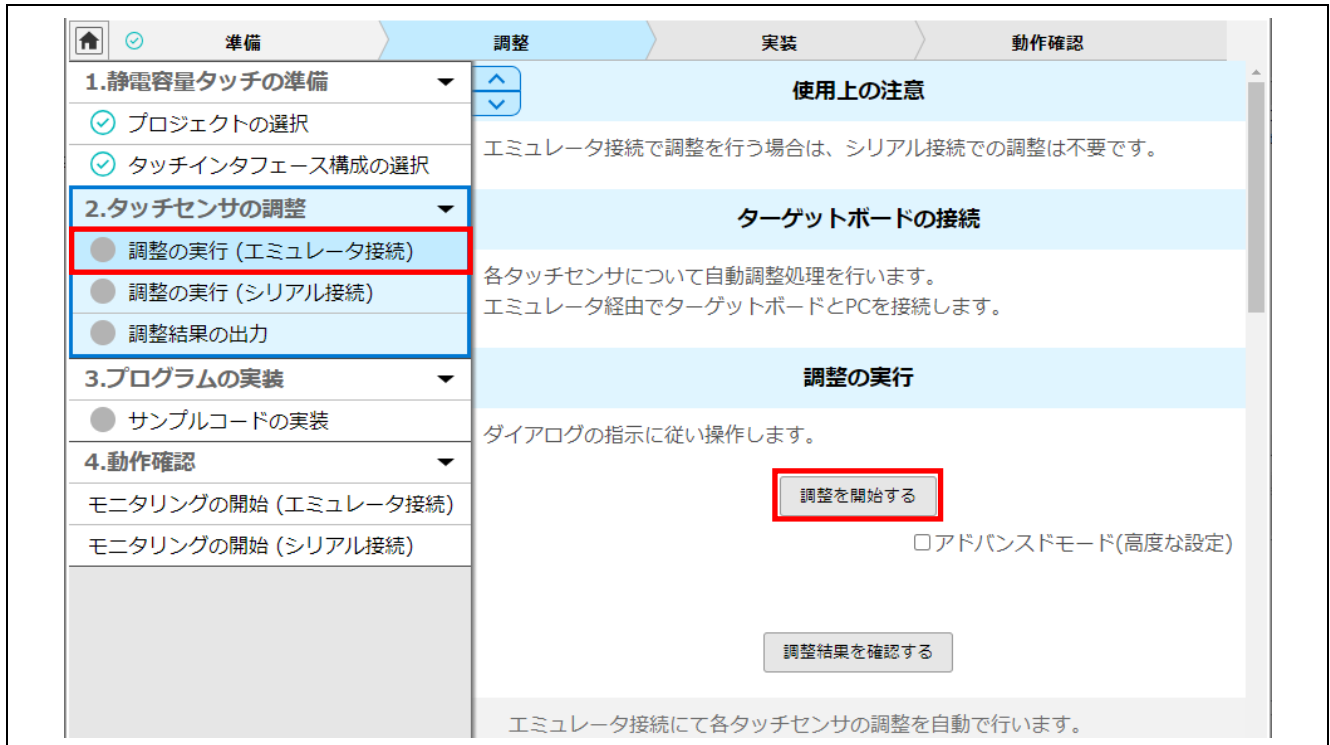 準備
調整
実装
動作確認
1.静電容量タッチの準備
プロジェクトの選択
タッチインタフェース構成の選択
2.タッチセンサの調整
調整の実行 (エミュレータ接続)
調整の実行 (シリアル接続)
調整結果の出力
3.プログラムの実装
サンプルコードの実装
4.動作確認
モニタリングの開始 (エミュレータ接続)
モニタリングの開始 (シリアル接続)
使用上の注意
エミュレータ接続で調整を行う場合は、シリアル接続での調整は不要です。
ターゲットボードの接続
各タッチセンサについて自動調整処理を行います。
エミュレータ経由でターゲットボードとPCを接続します。
調整の実行
ダイアログの指示に従い操作します。
調整を開始する
アドバンスドモード(高度な設定)
調整結果を確認する
エミュレータ接続にて各タッチセンサの調整を自動で行います。